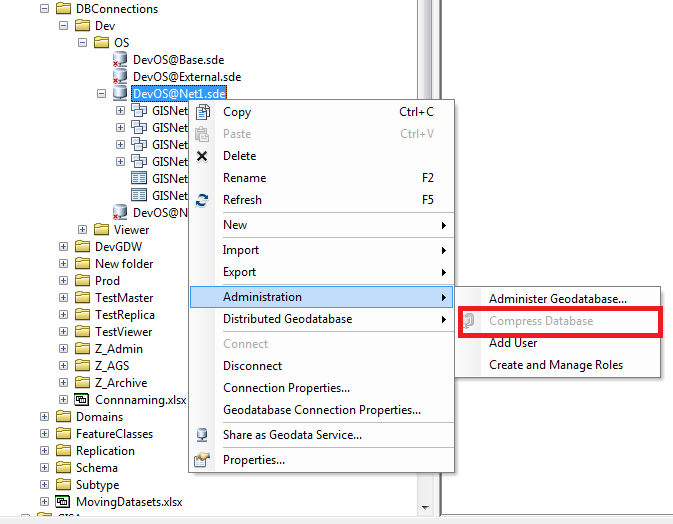 DBConnections
Dev
OS
DevOS@Base.sde
DevOS@External.sde
DevOS@Net1.sde
GISNet
GISNet
GISNet
GISNet
GISNet
GISNet
DevOS@N
Viewer
DevGDW
New folder
Prod
TestMaster
TestReplica
TestViewer
Z_Admin
Z_AGS
Z_Archive
Connnaming.xlsx
Domains
FeatureClasses
Replication
Schema
Subtype
MovingDatasets.xlsx
Copy Ctrl+C
Paste Ctrl+V
Delete
Rename F2
Refresh F5
New
Import
Export
Administration
Distributed Geodatabase
Connect
Disconnect
Connection Properties...
Geodatabase Connection Properties...
Share as Geodata Service...
Properties...
Administer Geodatabase...
Compress Database
Add User
Create and Manage Roles